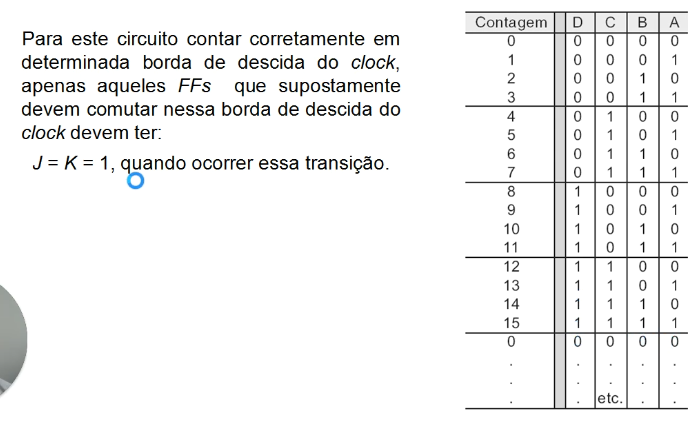 Para este circuito contar corretamente em
determinada borda de descida do clock,
apenas aqueles FFs que supostamente
devem comutar nessa borda de descida do
clock devem ter:
J = K = 1, quando ocorrer essa transição.
Contagem D C B A
0 0 0 0 0
1 0 0 0 1
2 0 0 1 0
3 0 0 1 1
4 0 1 0 0
5 0 1 0 1
6 0 1 1 0
7 0 1 1 1
8 1 0 0 0
9 1 0 0 1
10 1 0 1 0
11 1 0 1 1
12 1 1 0 0
13 1 1 0 1
14 1 1 1 0
15 1 1 1 1
0 0 0 0 0
. . . . .
. . . . .
. . etc. . .